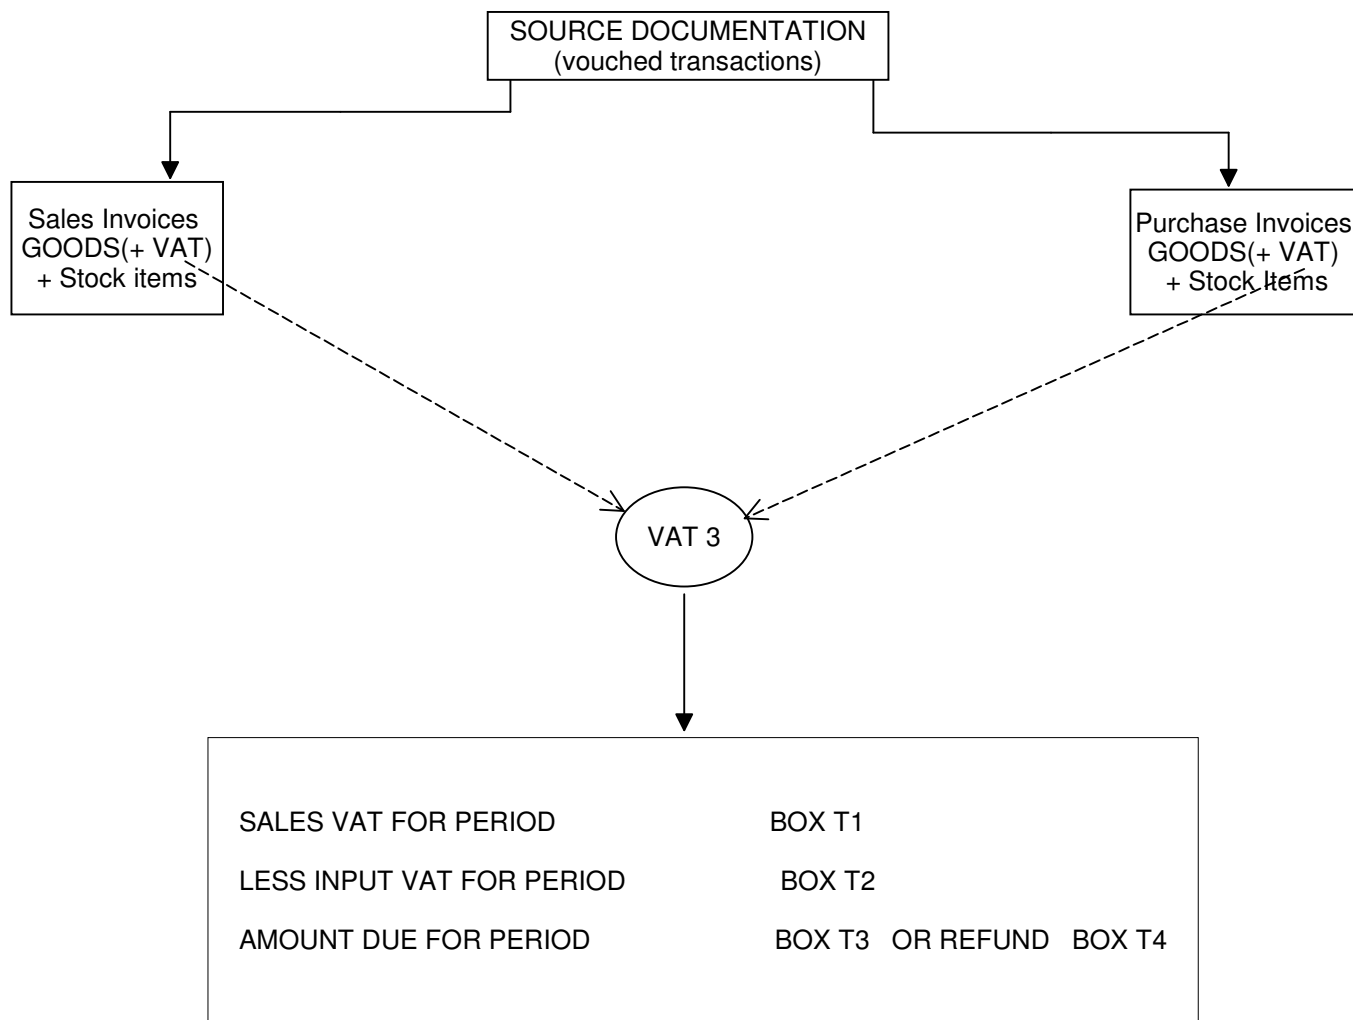 SOURCE DOCUMENTATION
(vouched transactions)
Sales Invoices
GOODS(+ VAT)
+ Stock items
Purchase Invoices
GOODS(+ VAT)
+ Stock Items
VAT 3
SALES VAT FOR PERIOD BOX T1
LESS INPUT VAT FOR PERIOD BOX T2
AMOUNT DUE FOR PERIOD BOX T3 OR REFUND BOX T4